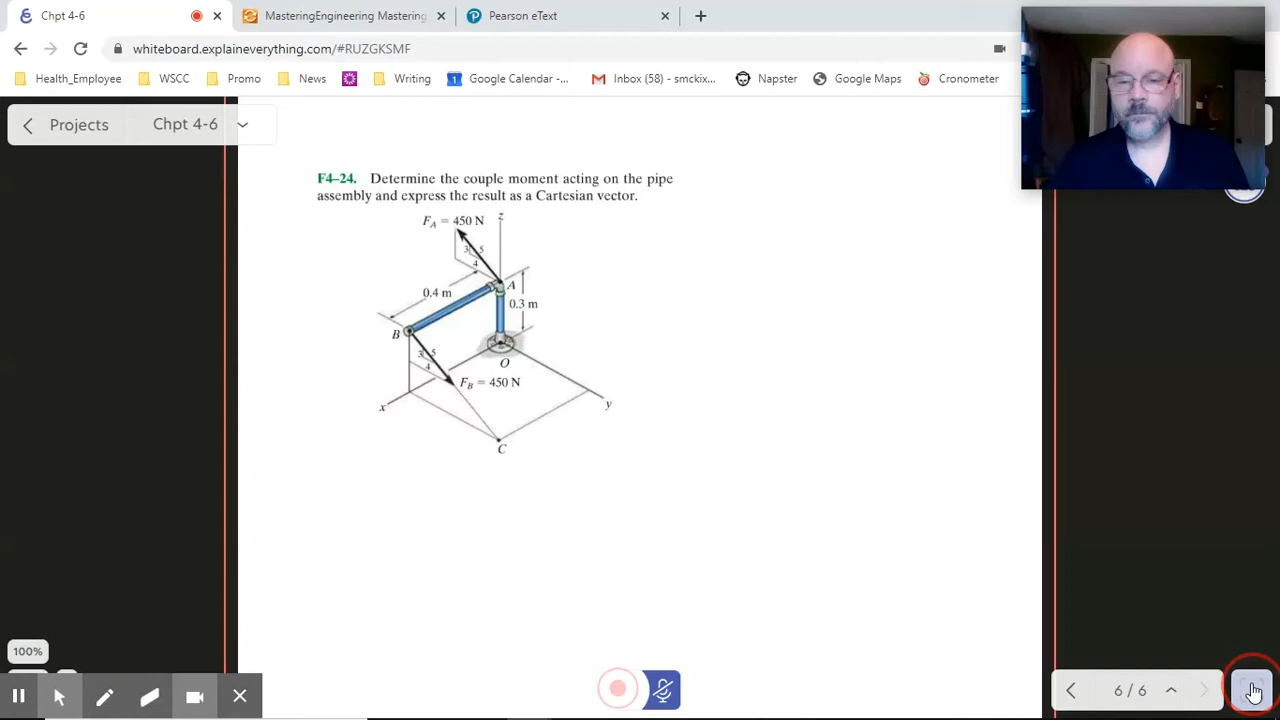 Chpt 4-6
MasteringEngineering Mastering
Pearson eText
whiteboard.explaineverything.com/#RUZGKSMF
Health_Employee
WSCC
Promo
News
Writing
1
Google Calendar -...
Inbox (58) - smckix...
Napster
Google Maps
Cronometer
Projects
Chpt 4-6
F4–24. Determine the couple moment acting on the pipe
assembly and express the result as a Cartesian vector.
F_A = 450 N
z
3
5
4
A
0.4 m
0.3 m
B
3
5
4
O
F_B = 450 N
x
y
C
100%
6 / 6